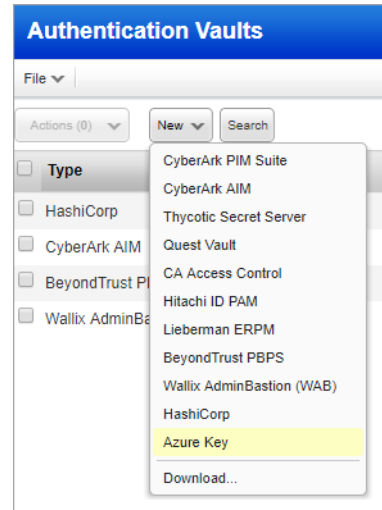 Authentication Vaults
File
Actions (0) New Search
Type
HashiCorp
CyberArk AIM
BeyondTrust
Wallix
CyberArk PIM Suite
CyberArk AIM
Thycotic Secret Server
Quest Vault
CA Access Control
Hitachi ID PAM
Lieberman ERPM
BeyondTrust PBPS
Wallix AdminBastion (WAB)
HashiCorp
Azure Key
Download...